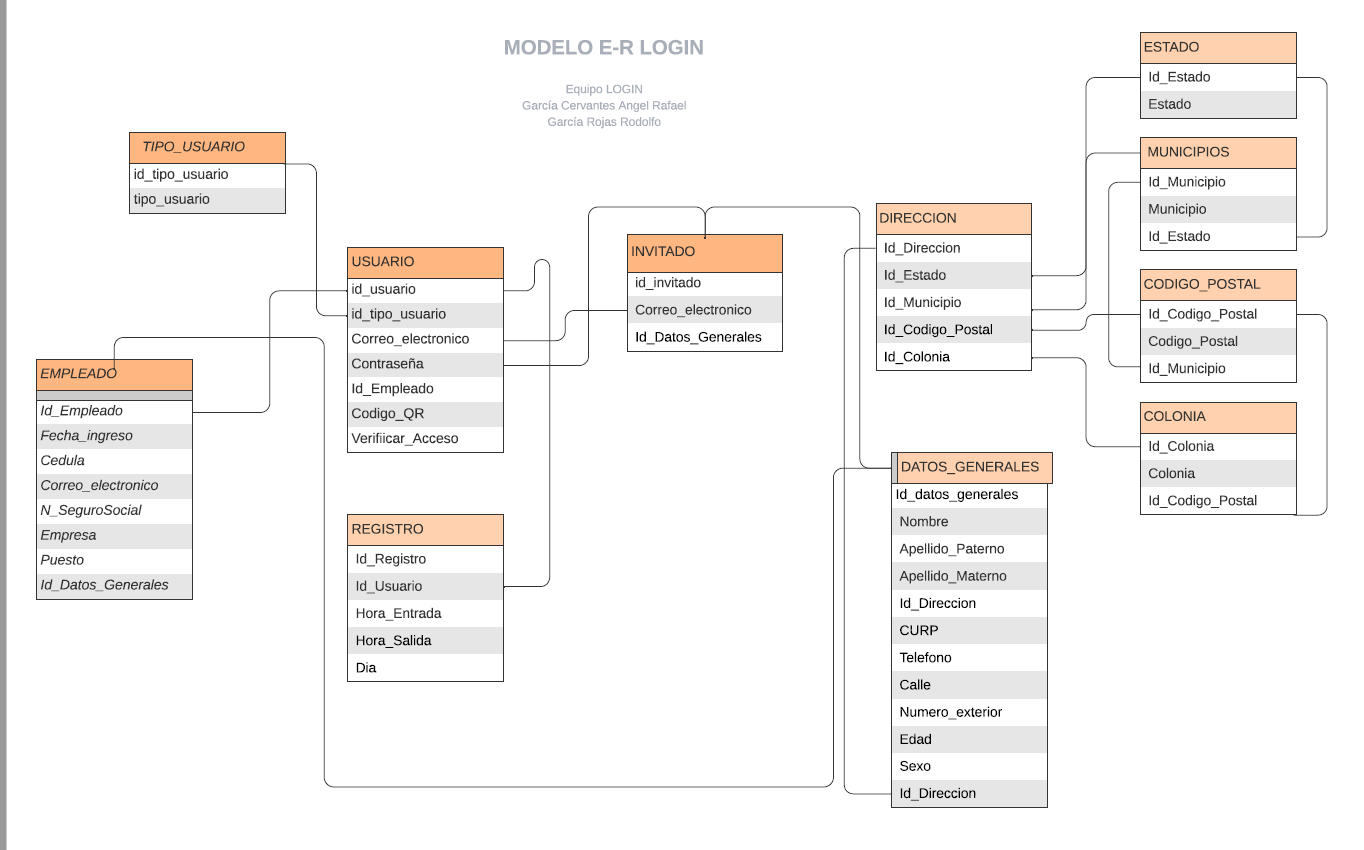 MODELO E-R LOGIN
Equipo LOGIN
García Cervantes Angel Rafael
García Rojas Rodolfo
TIPO_USUARIO
id_tipo_usuario
tipo_usuario
EMPLEADO
Id_Empleado
Fecha_ingreso
Cedula
Correo_electronico
N_SeguroSocial
Empresa
Puesto
Id_Datos_Generales
USUARIO
id_usuario
id_tipo_usuario
Correo_electronico
Contraseña
Id_Empleado
Codigo_QR
Verifiicar_Acceso
REGISTRO
Id_Registro
Id_Usuario
Hora_Entrada
Hora_Salida
Dia
INVITADO
id_invitado
Correo_electronico
Id_Datos_Generales
DIRECCION
Id_Direccion
Id_Estado
Id_Municipio
Id_Codigo_Postal
Id_Colonia
DATOS_GENERALES
Id_datos_generales
Nombre
Apellido_Paterno
Apellido_Materno
Id_Direccion
CURP
Telefono
Calle
Numero_exterior
Edad
Sexo
Id_Direccion
ESTADO
Id_Estado
Estado
MUNICIPIOS
Id_Municipio
Municipio
Id_Estado
CODIGO_POSTAL
Id_Codigo_Postal
Codigo_Postal
Id_Municipio
COLONIA
Id_Colonia
Colonia
Id_Codigo_Postal